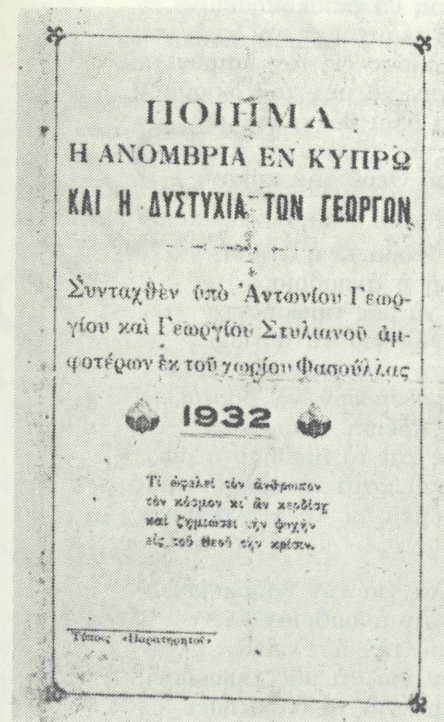 ΠΟΙΗΜΑ
Η ΑΝΟΜΒΡΙΑ ΕΝ ΚΥΠΡΩ
ΚΑΙ Η ΔΥΣΤΥΧΙΑ ΤΩΝ ΓΕΩΡΓΩΝ
Συνταχθὲν ὑπὸ Ἀντωνίου Γεωρ-
γίου καὶ Γεωργίου Στυλιανοῦ ἀμ-
φοτέρων ἐκ τοῦ χωρίου Φασούλλας
1932
Τί ὠφελεῖ τὸν ἄνθρωπον
τὸν κόσμον κι' ἂν κερδίσῃ
καὶ ζημιώσει τὴν ψυχὴν
εἰς τοῦ Θεοῦ τὴν κρίσιν.
Τύποις «Παρατηρητοῦ»